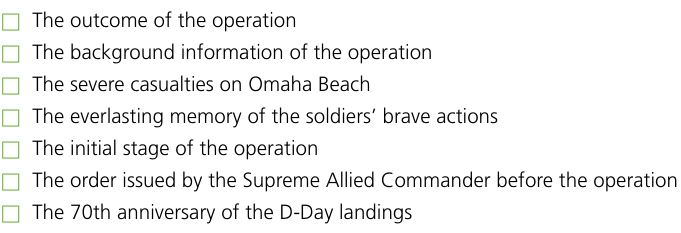 The outcome of the operation
The background information of the operation
The severe casualties on Omaha Beach
The everlasting memory of the soldiers’ brave actions
The initial stage of the operation
The order issued by the Supreme Allied Commander before the operation
The 70th anniversary of the D-Day landings